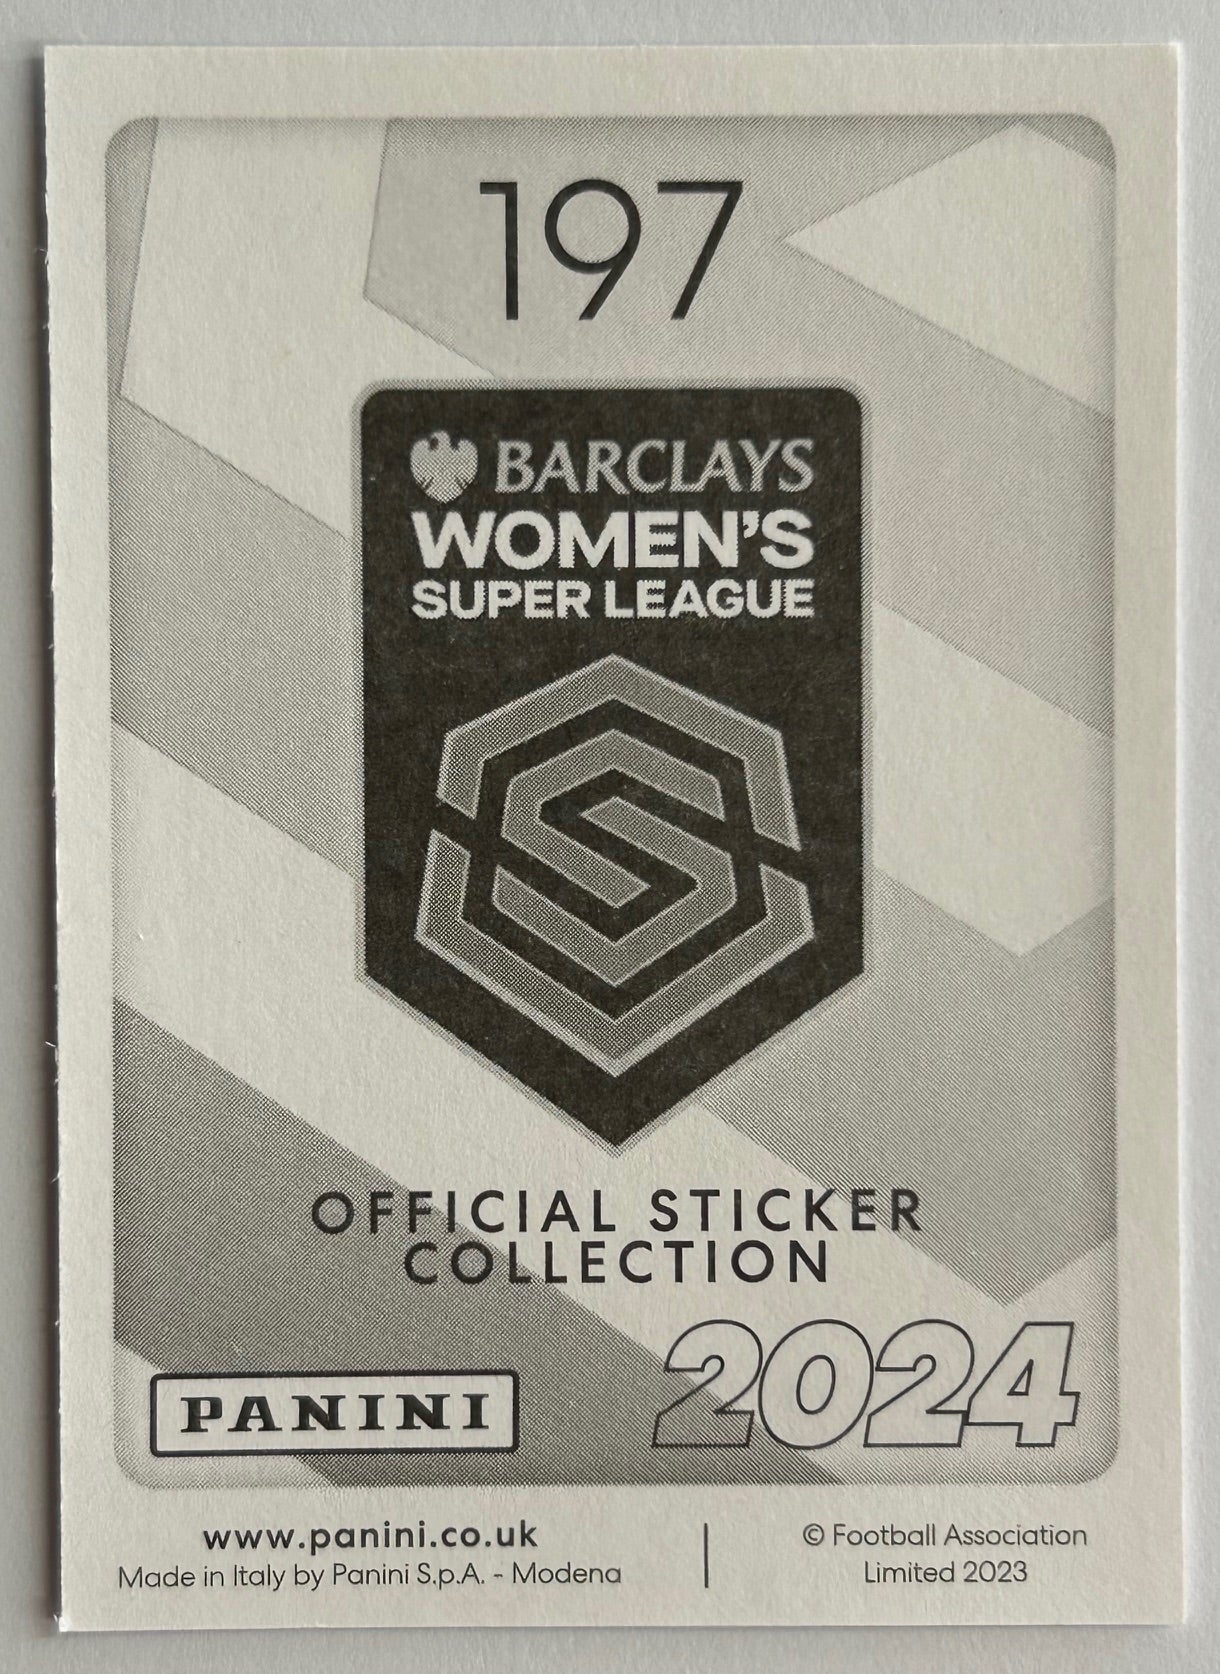 197
BARCLAYS
WOMEN'S
SUPER LEAGUE
OFFICIAL STICKER
COLLECTION
2024
PANINI
www.panini.co.uk
Made in Italy by Panini S.p.A. - Modena
© Football Association
Limited 2023